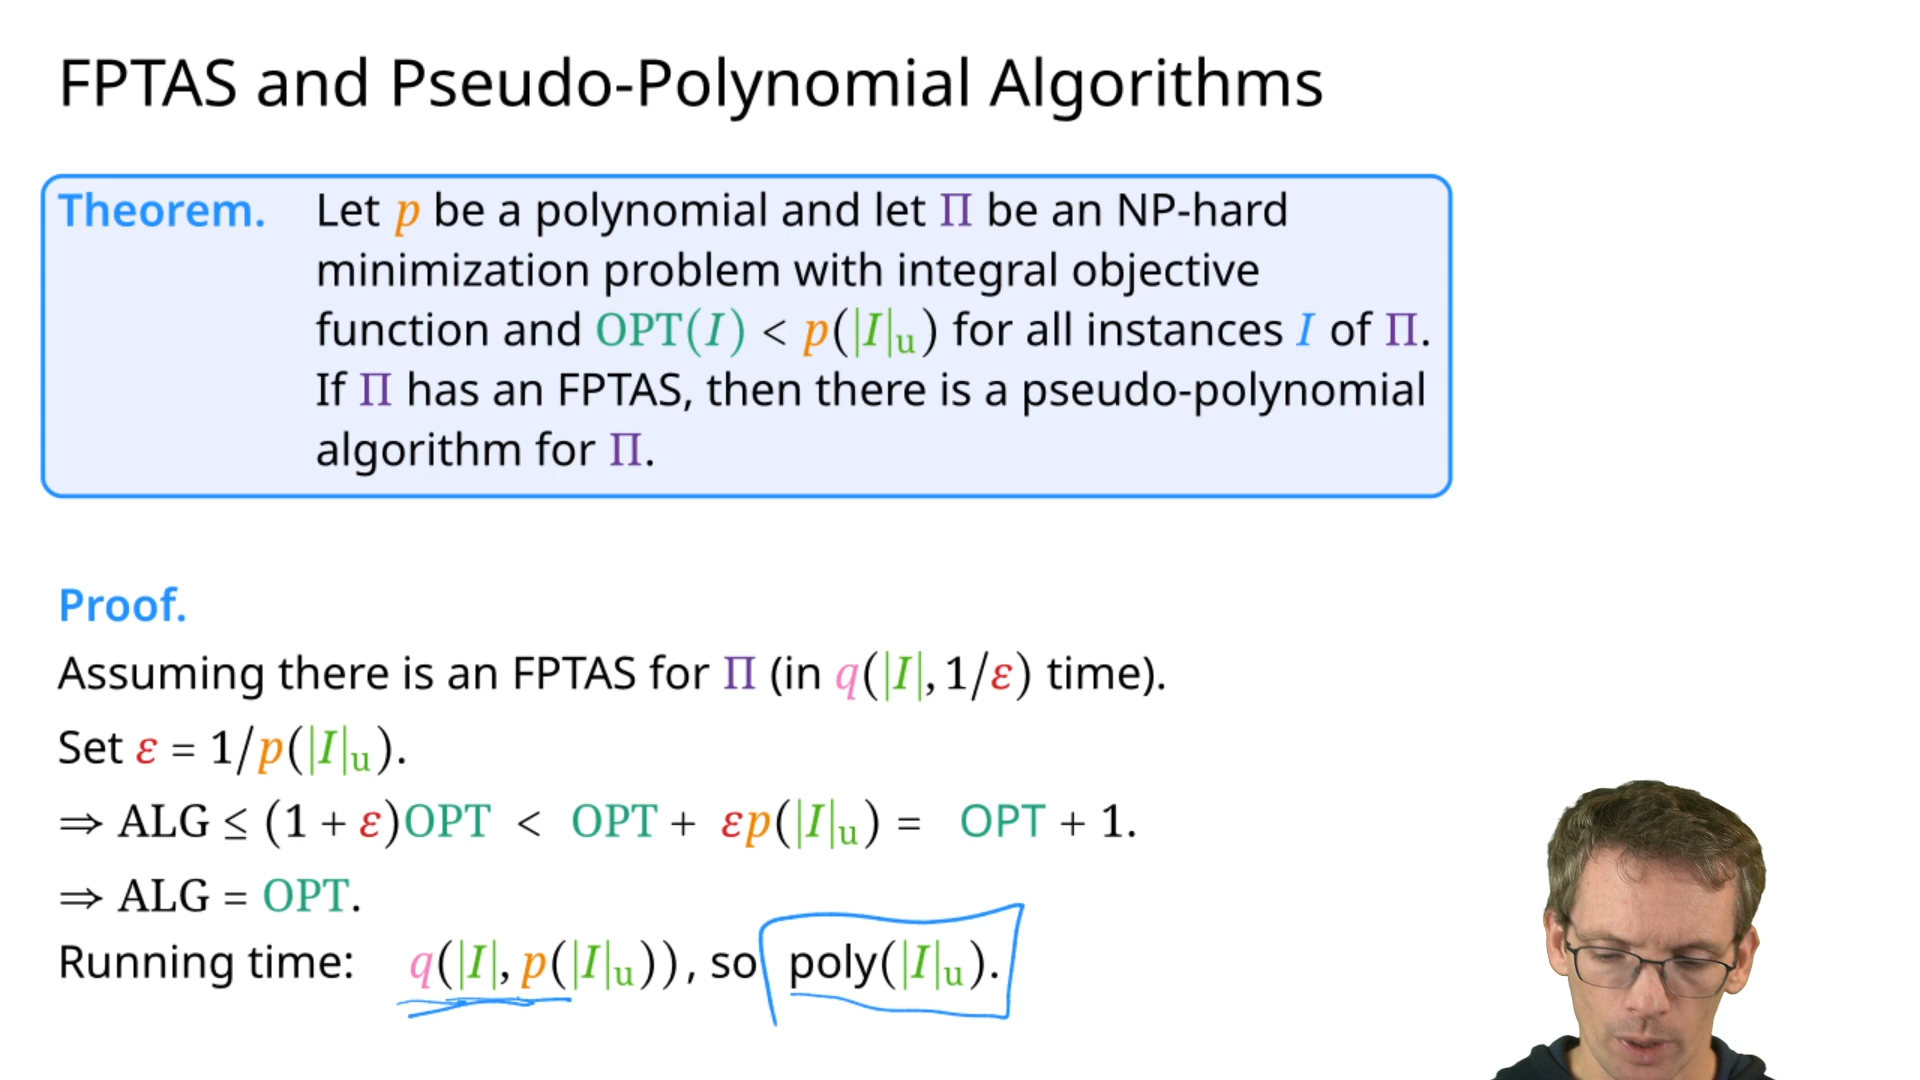 FPTAS and Pseudo-Polynomial Algorithms
Theorem. Let p be a polynomial and let Π be an NP-hard
minimization problem with integral objective
function and OPT(I) < p(|I|ᵤ) for all instances I of Π.
If Π has an FPTAS, then there is a pseudo-polynomial
algorithm for Π.
Proof.
Assuming there is an FPTAS for Π (in q(|I|, 1/ε) time).
Set ε = 1/p(|I|ᵤ).
⇒ ALG ≤ (1 + ε)OPT < OPT + εp(|I|ᵤ) = OPT + 1.
⇒ ALG = OPT.
Running time: q(|I|, p(|I|ᵤ)), so poly(|I|ᵤ).